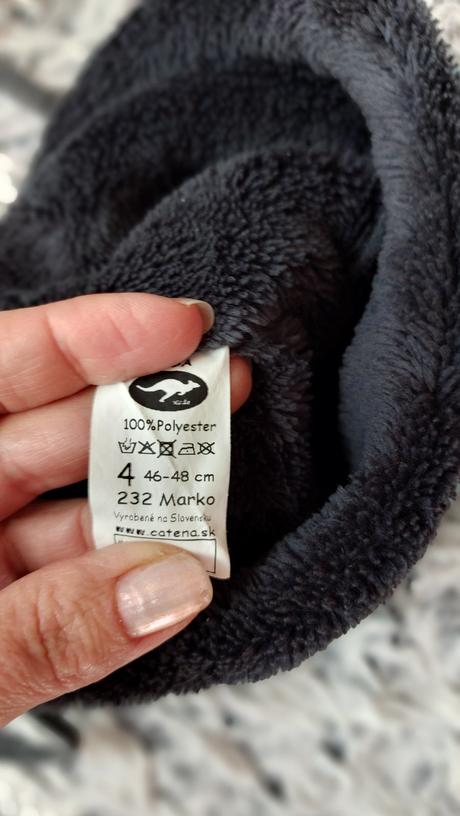 100%Polyester
4 46-48 cm
232 Marko
Vyrobené na Slovensku
www.catena.sk